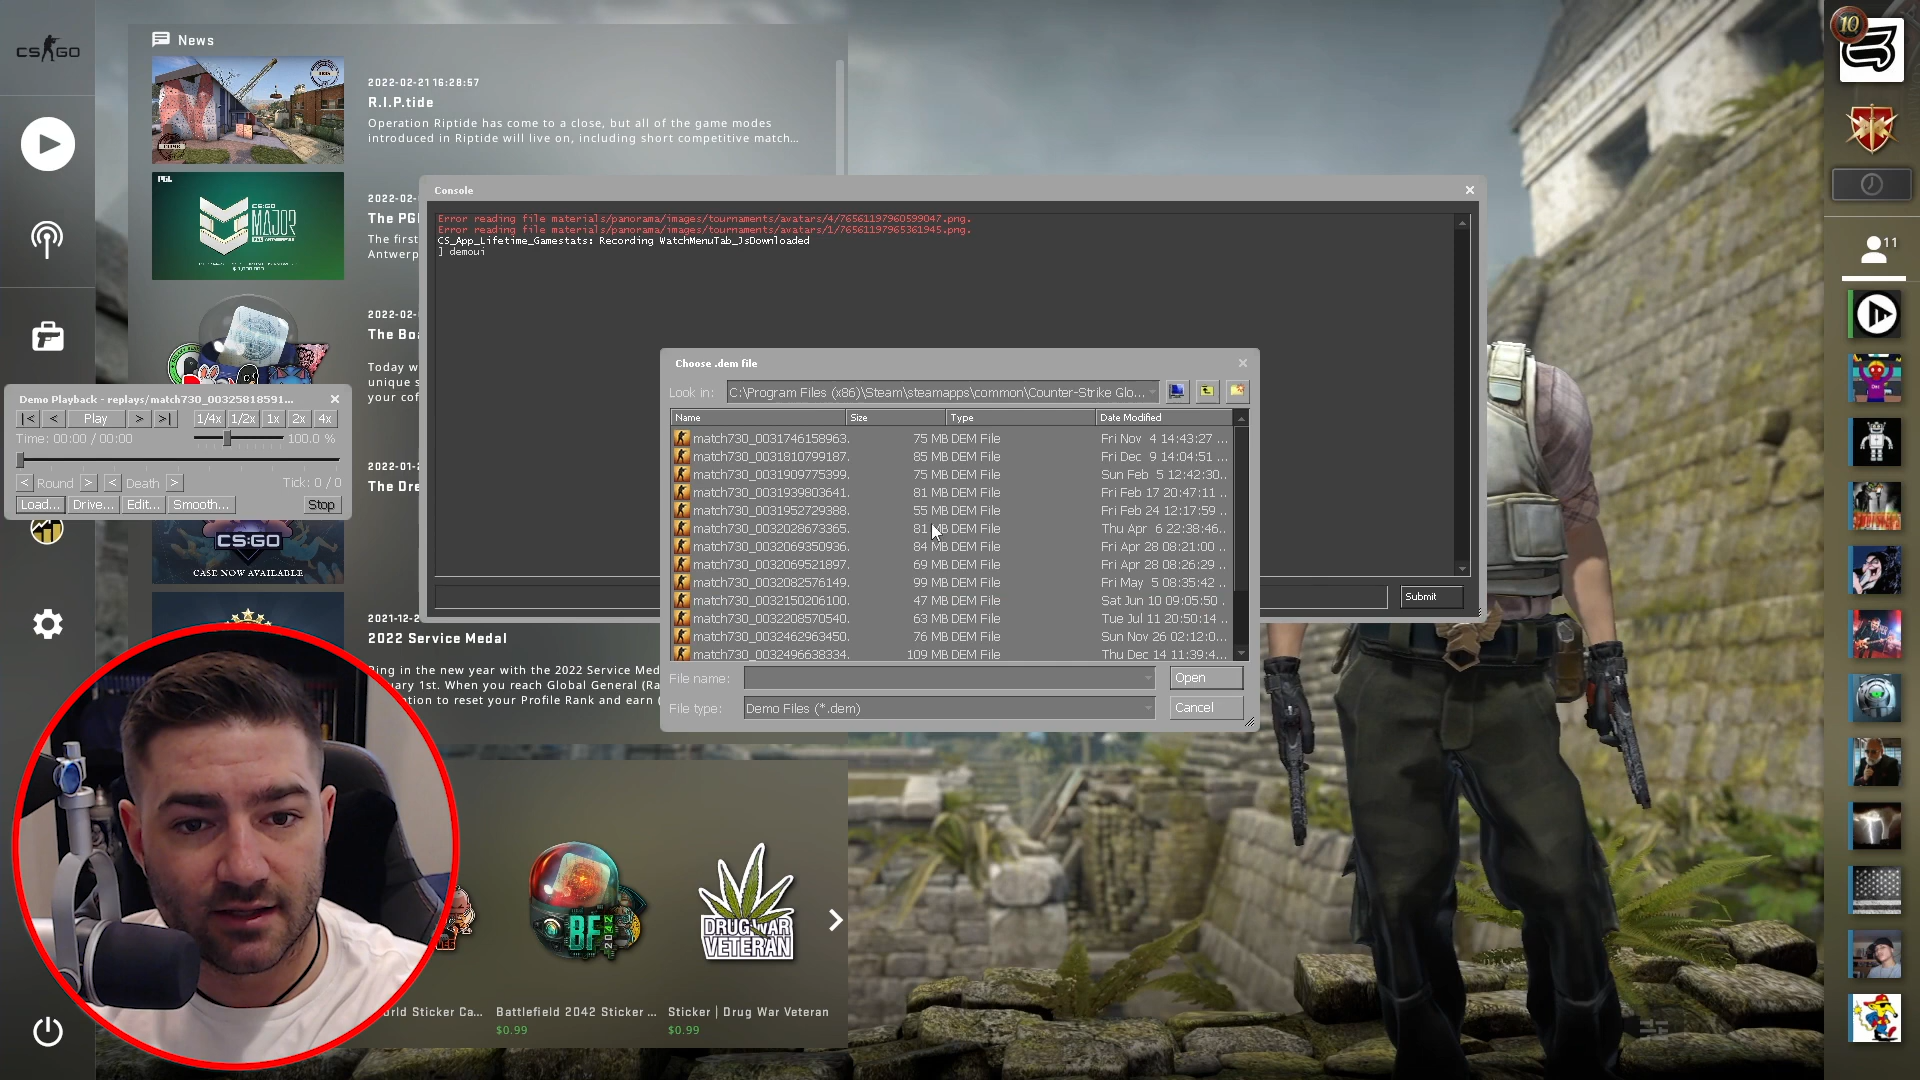 CS GO
News
2022-02-21 16:28:57
R.I.P.tide
Operation Riptide has come to a close, but all of the game modes
introduced in Riptide will live on, including short competitive match...
2022-02-
The PGL
The first
Antwerp
PGL
CS:GO
MAJOR
2022-02-
The Boa
Today w
unique s
your cof
2022-01-2
The Dre
CS:GO
CASE NOW AVAILABLE
2021-12-2
2022 Service Medal
Ring in the new year with the 2022 Service Med
uary 1st. When you reach Global General (Ra
tion to reset your Profile Rank and earn (
Console
Error reading file materials/panorama/images/tournaments/avatars/4/76561197960599047.png.
Error reading file materials/panorama/images/tournaments/avatars/1/76561197965361945.png.
CS_App_Lifetime_Gamestats: Recording WatchMenuTab_JsDownloaded
] demoui
Submit
Demo Playback - replays/match730_00325818591...
|< < Play > >| 1/4x 1/2x 1x 2x 4x
Time: 00:00 / 00:00 100.0 %
< Round > < Death > Tick: 0 / 0
Load... Drive... Edit... Smooth... Stop
Choose .dem file
Look in: C:\Program Files (x86)\Steam\steamapps\common\Counter-Strike Glo...
Name Size Type Date Modified
match730_0031746158963. 75 MB DEM File Fri Nov 4 14:43:27 ...
match730_0031810799187. 85 MB DEM File Fri Dec 9 14:04:51 ...
match730_0031909775399. 75 MB DEM File Sun Feb 5 12:42:30..
match730_0031939803641. 81 MB DEM File Fri Feb 17 20:47:11 ..
match730_0031952729388. 55 MB DEM File Fri Feb 24 12:17:59 ..
match730_0032028673365. 81 MB DEM File Thu Apr 6 22:38:46..
match730_0032069350936. 84 MB DEM File Fri Apr 28 08:21:00 ..
match730_0032069521897. 69 MB DEM File Fri Apr 28 08:26:29 ..
match730_0032082576149. 99 MB DEM File Fri May 5 08:35:42 ..
match730_0032150206100. 47 MB DEM File Sat Jun 10 09:05:50 .
match730_0032208570540. 63 MB DEM File Tue Jul 11 20:50:14 ..
match730_0032462963450. 76 MB DEM File Sun Nov 26 02:12:0...
match730_0032496638334. 109 MB DEM File Thu Dec 14 11:39:4...
File name: Open
File type: Demo Files (*.dem) Cancel
BF
2042
DRUG WAR
VETERAN
orld Sticker Ca...
Battlefield 2042 Sticker ...
$0.99
Sticker | Drug War Veteran
$0.99
10
11